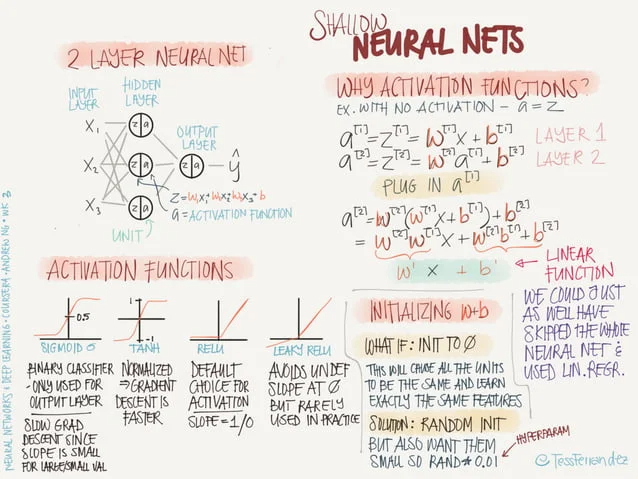 SHALLOW
NEURAL NETS
2 LAYER NEURAL NET
INPUT
LAYER
HIDDEN
LAYER
OUTPUT
LAYER
X1
X2
X3
z a
z a
z a
z a
ŷ
Z = W1X1 + W2X2 + W3X3 + b
a = ACTIVATION FUNCTION
UNIT
ACTIVATION FUNCTIONS
0.5
SIGMOID σ
BINARY CLASSIFIER
- ONLY USED FOR
OUTPUT LAYER
SLOW GRAD
DESCENT SINCE
SLOPE IS SMALL
FOR LARGE/SMALL VAL
1
-1
TANH
NORMALIZED
⇒ GRADIENT
DESCENT IS
FASTER
RELU
DEFAULT
CHOICE FOR
ACTIVATION
SLOPE = 1/0
LEAKY RELU
AVOIDS UNDEF
SLOPE AT 0
BUT RARELY
USED IN PRACTICE
WHY ACTIVATION FUNCTIONS?
EX. WITH NO ACTIVATION - a = Z
a[1] = Z[1] = W[1]X + b[1] LAYER 1
a[2] = Z[2] = W[2]a[1] + b[2] LAYER 2
PLUG IN a[1]
a[2] = W[2](W[1]X + b[1]) + b[2]
= W[2]W[1]X + W[2]b[1] + b[2]
W' X + b'
LINEAR
FUNCTION
WE COULD JUST
AS WELL HAVE
SKIPPED THE WHOLE
NEURAL NET &
USED LIN. REGR.
INITIALIZING W+b
WHAT IF: INIT TO 0
THIS WILL CAUSE ALL THE UNITS
TO BE THE SAME AND LEARN
EXACTLY THE SAME FEATURES
SOLUTION: RANDOM INIT
BUT ALSO WANT THEM
SMALL SO RAND * 0.01
HYPERPARAM
@TessFerrandez
NEURAL NETWORKS & DEEP LEARNING • COURSERA • ANDREW NG • WK 3